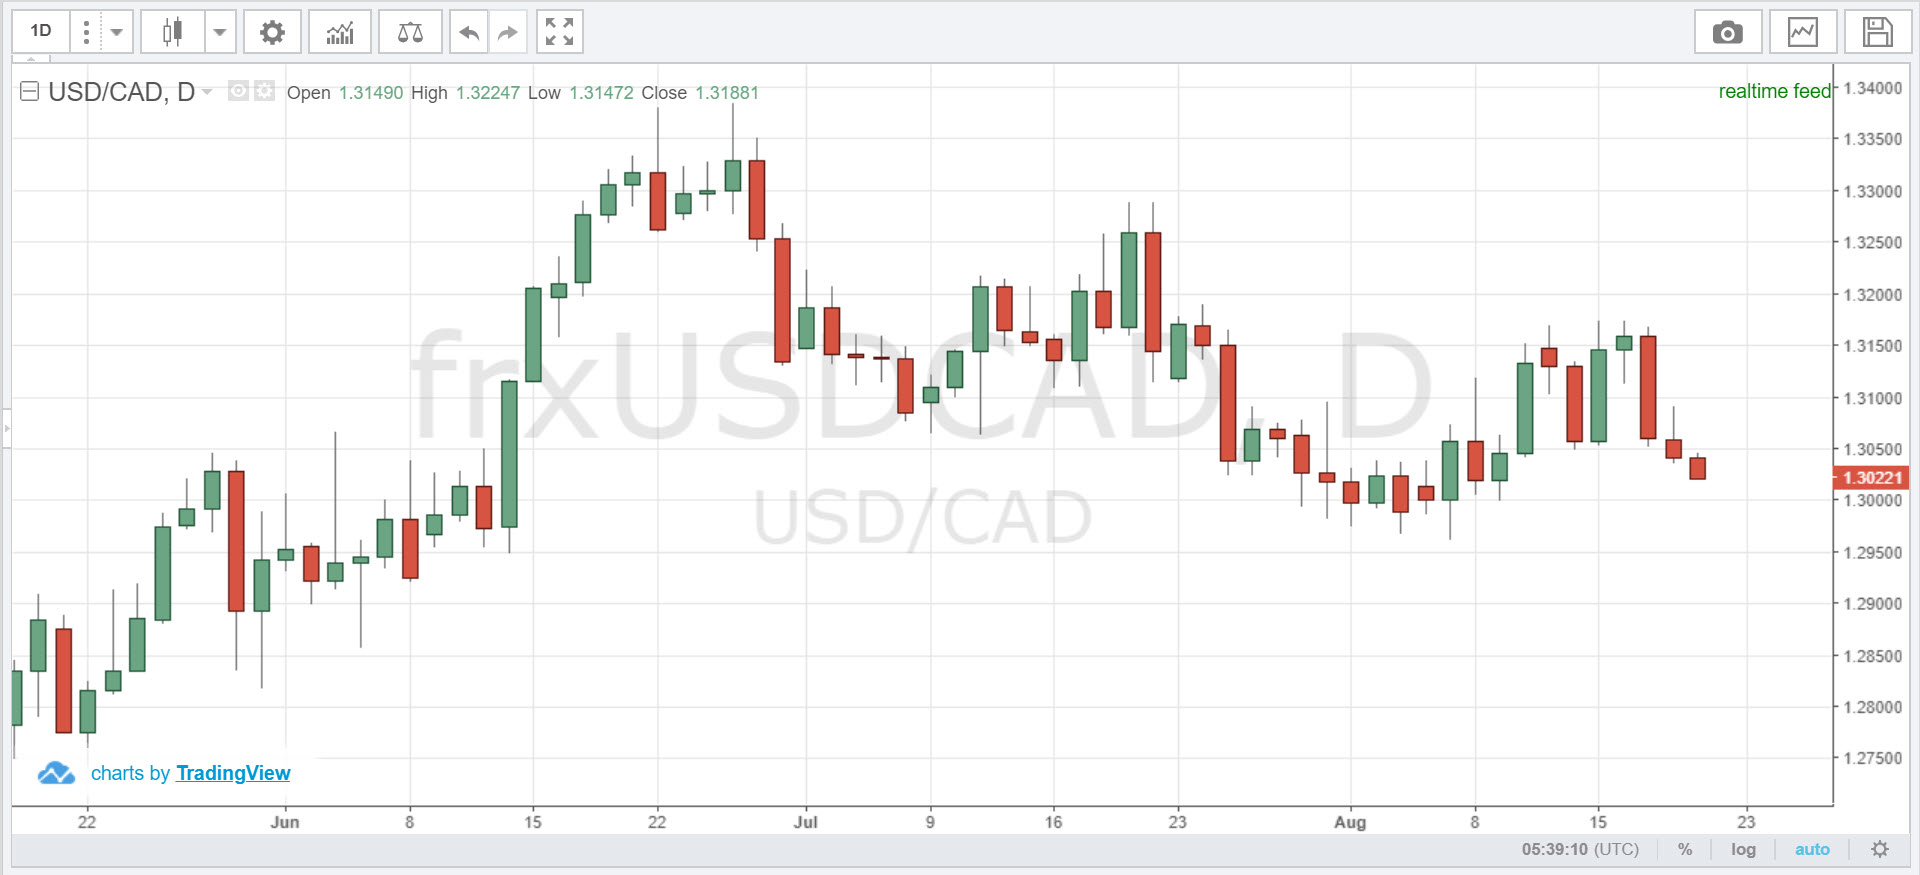 1D
USD/CAD, D Open 1.31490 High 1.32247 Low 1.31472 Close 1.31881
realtime feed
1.34000
1.33500
1.33000
1.32500
1.32000
1.31500
1.31000
1.30500
1.30221
1.30000
1.29500
1.29000
1.28500
1.28000
1.27500
frxUSDCAD, D
USD/CAD
charts by TradingView
22 Jun 8 15 22 Jul 9 16 23 Aug 8 15 23
05:39:10 (UTC) % log auto